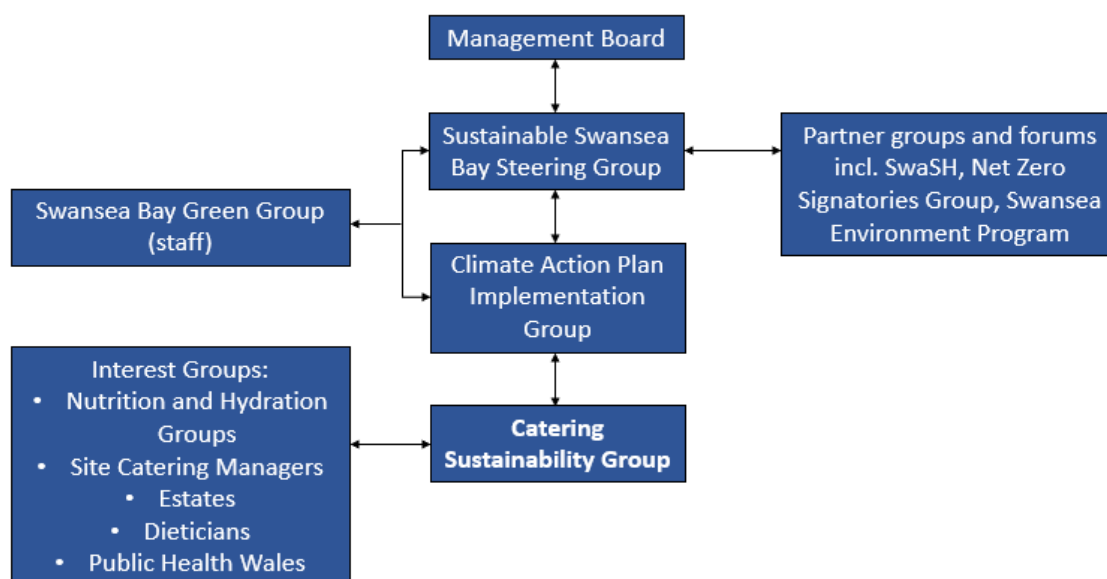 Management Board
Sustainable Swansea
Bay Steering Group
Partner groups and forums
incl. SwaSH, Net Zero
Signatories Group, Swansea
Environment Program
Swansea Bay Green Group
(staff)
Climate Action Plan
Implementation
Group
Interest Groups:
• Nutrition and Hydration
Groups
• Site Catering Managers
• Estates
• Dieticians
• Public Health Wales
Catering
Sustainability Group